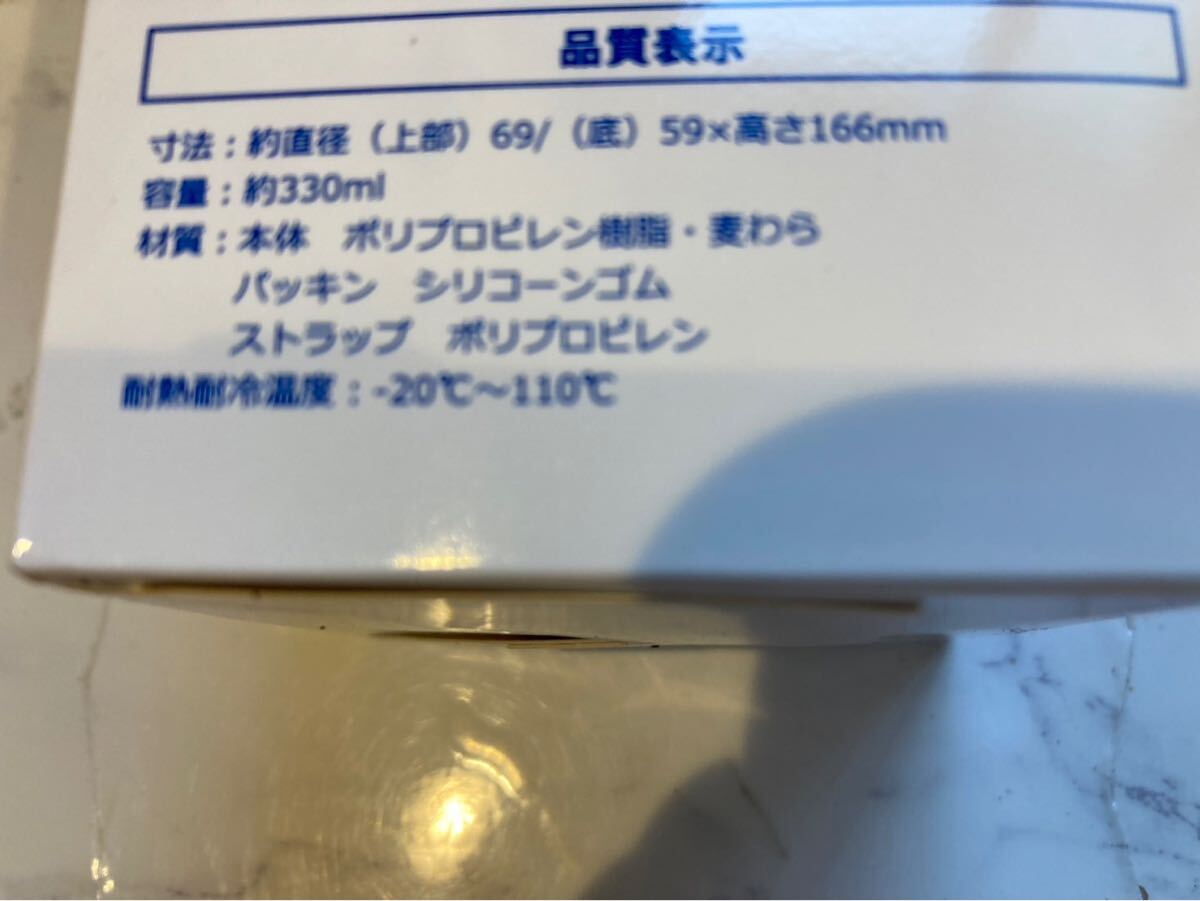 品質表示
寸法：約直径（上部）69/（底）59×高さ166mm
容量：約330ml
材質：本体　ポリプロピレン樹脂・麦わら
パッキン　シリコーンゴム
ストラップ　ポリプロピレン
耐熱耐冷温度：-20℃～110℃